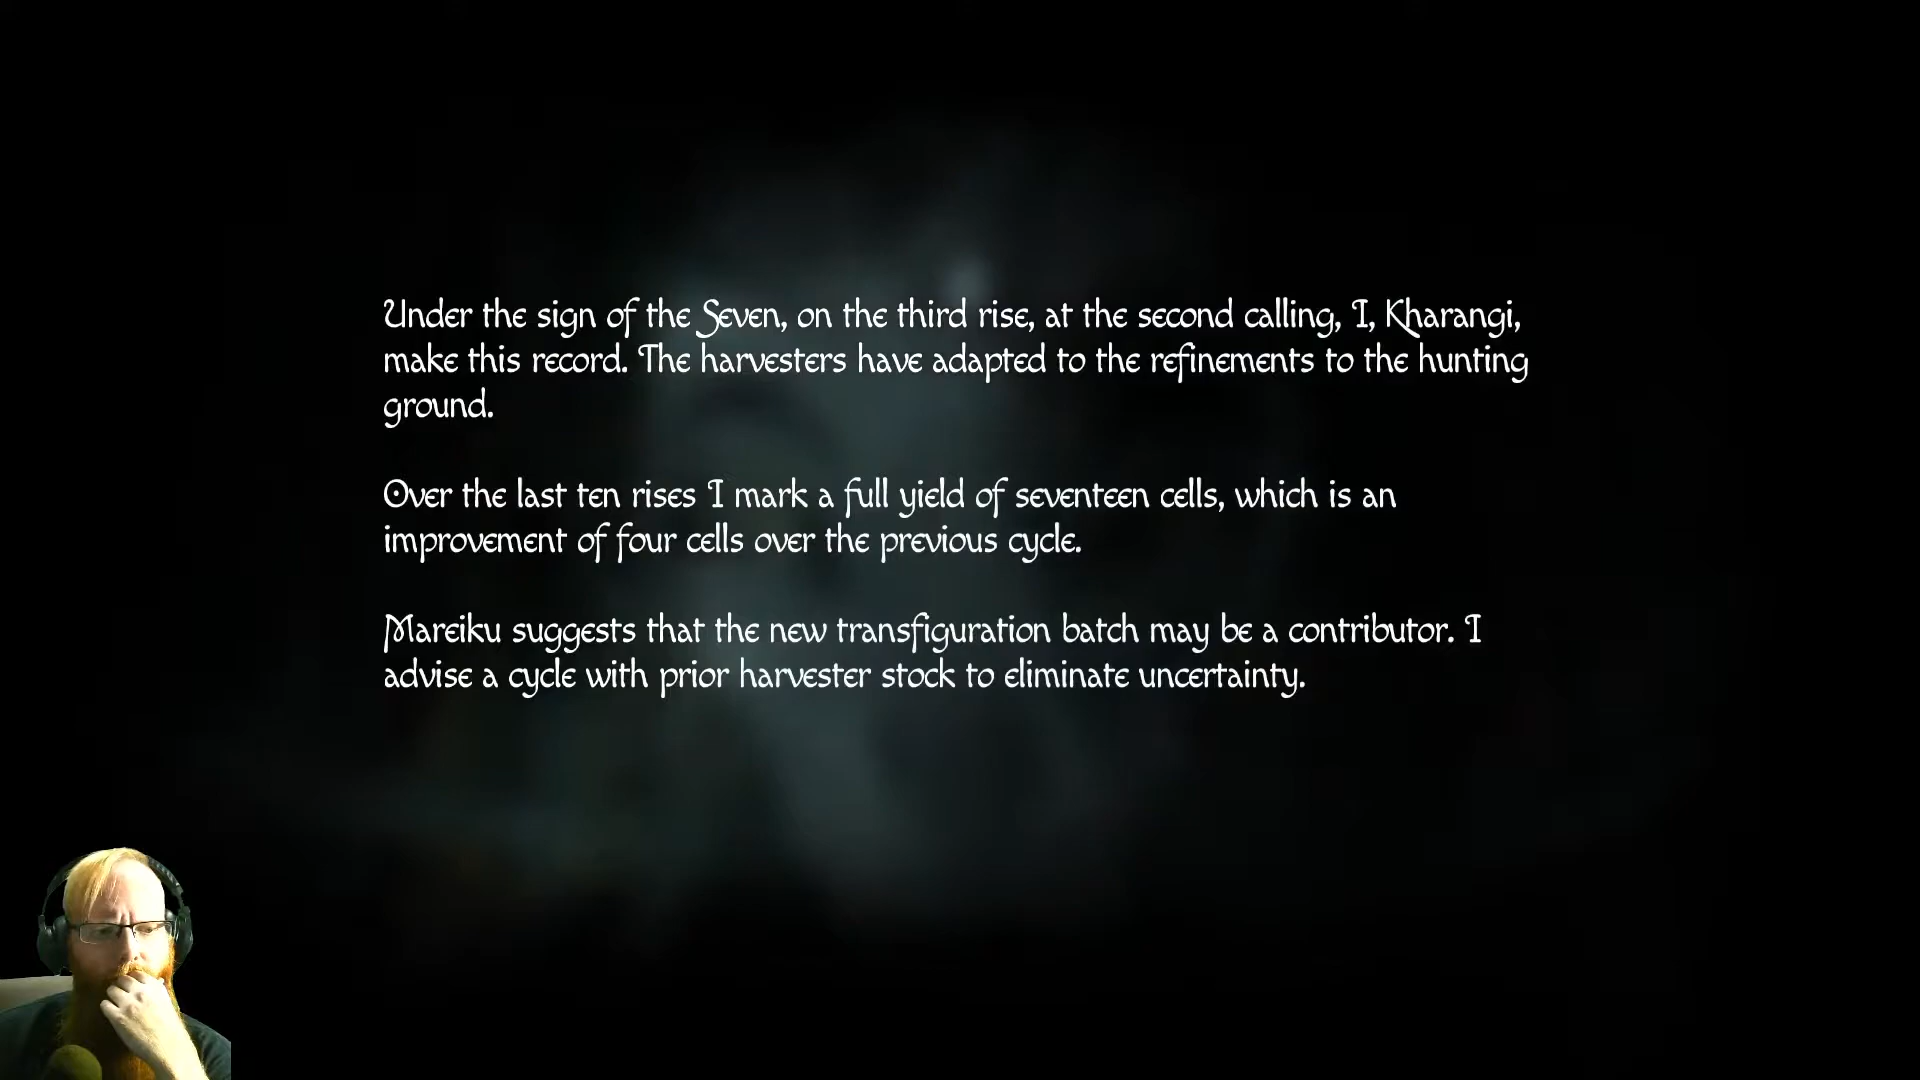 Under the sign of the Seven, on the third rise, at the second calling, I, Kharangi,
make this record. The harvesters have adapted to the refinements to the hunting
ground.
Over the last ten rises I mark a full yield of seventeen cells, which is an
improvement of four cells over the previous cycle.
Mareiku suggests that the new transfiguration batch may be a contributor. I
advise a cycle with prior harvester stock to eliminate uncertainty.